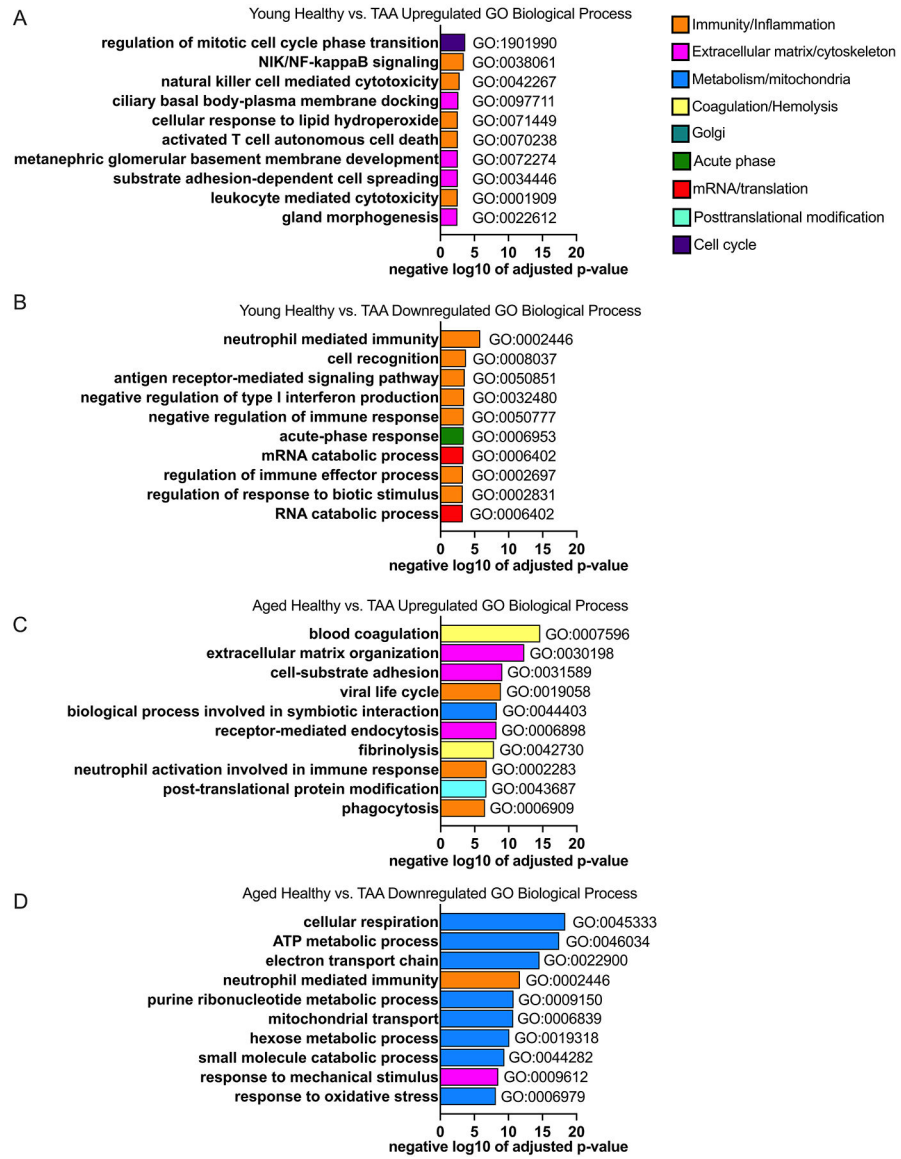 A
Young Healthy vs. TAA Upregulated GO Biological Process
regulation of mitotic cell cycle phase transition GO:1901990
NIK/NF-kappaB signaling GO:0038061
natural killer cell mediated cytotoxicity GO:0042267
ciliary basal body-plasma membrane docking GO:0097711
cellular response to lipid hydroperoxide GO:0071449
activated T cell autonomous cell death GO:0070238
metanephric glomerular basement membrane development GO:0072274
substrate adhesion-dependent cell spreading GO:0034446
leukocyte mediated cytotoxicity GO:0001909
gland morphogenesis GO:0022612
0 5 10 15 20
negative log10 of adjusted p-value
Immunity/Inflammation
Extracellular matrix/cytoskeleton
Metabolism/mitochondria
Coagulation/Hemolysis
Golgi
Acute phase
mRNA/translation
Posttranslational modification
Cell cycle
B
Young Healthy vs. TAA Downregulated GO Biological Process
neutrophil mediated immunity GO:0002446
cell recognition GO:0008037
antigen receptor-mediated signaling pathway GO:0050851
negative regulation of type I interferon production GO:0032480
negative regulation of immune response GO:0050777
acute-phase response GO:0006953
mRNA catabolic process GO:0006402
regulation of immune effector process GO:0002697
regulation of response to biotic stimulus GO:0002831
RNA catabolic process GO:0006402
0 5 10 15 20
negative log10 of adjusted p-value
C
Aged Healthy vs. TAA Upregulated GO Biological Process
blood coagulation GO:0007596
extracellular matrix organization GO:0030198
cell-substrate adhesion GO:0031589
viral life cycle GO:0019058
biological process involved in symbiotic interaction GO:0044403
receptor-mediated endocytosis GO:0006898
fibrinolysis GO:0042730
neutrophil activation involved in immune response GO:0002283
post-translational protein modification GO:0043687
phagocytosis GO:0006909
0 5 10 15 20
negative log10 of adjusted p-value
D
Aged Healthy vs. TAA Downregulated GO Biological Process
cellular respiration GO:0045333
ATP metabolic process GO:0046034
electron transport chain GO:0022900
neutrophil mediated immunity GO:0002446
purine ribonucleotide metabolic process GO:0009150
mitochondrial transport GO:0006839
hexose metabolic process GO:0019318
small molecule catabolic process GO:0044282
response to mechanical stimulus GO:0009612
response to oxidative stress GO:0006979
0 5 10 15 20
negative log10 of adjusted p-value